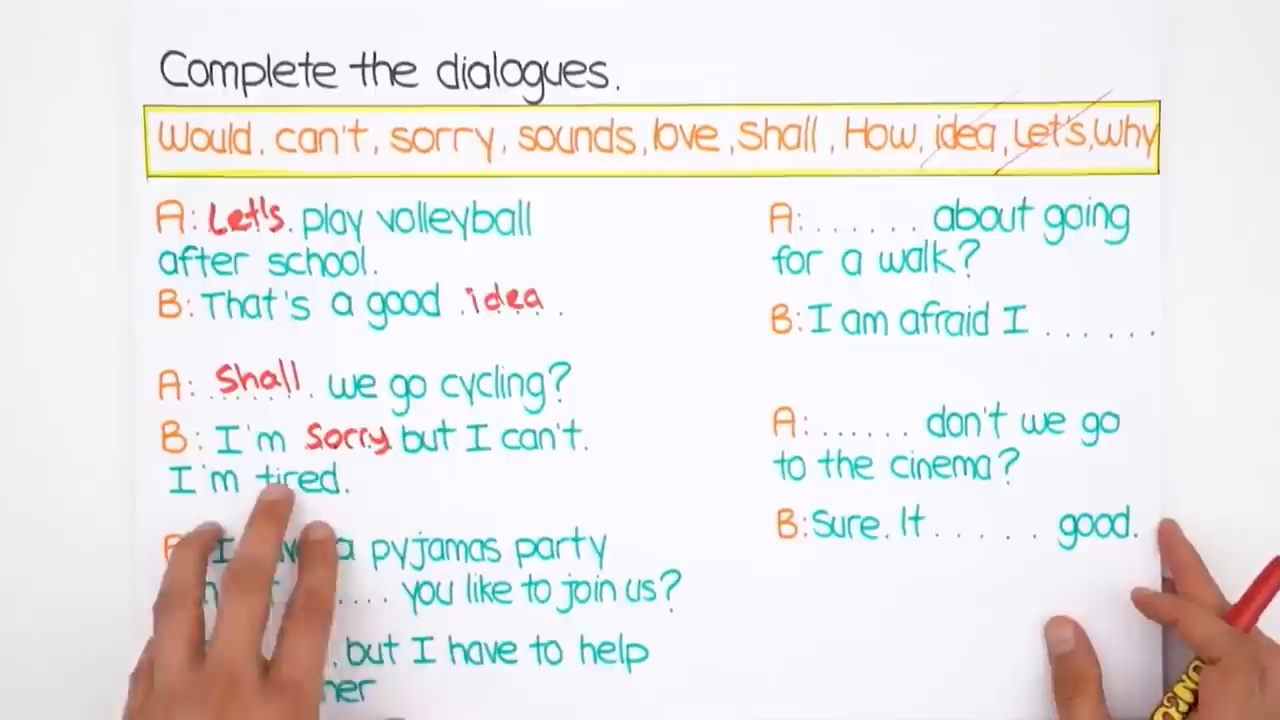 Complete the dialogues.
Would, can't, sorry, sounds, love, Shall, How, idea, Let's, Why
A: Let's. play volleyball
after school.
B: That's a good .idea .
A: Shall. we go cycling?
B: I'm Sorry but I can't.
I'm tired.
I a pyjamas party
.... you like to join us?
, but I have to help
A: ....... about going
for a walk?
B: I am afraid I ......
A: ...... don't we go
to the cinema?
B: Sure. It ...... good.